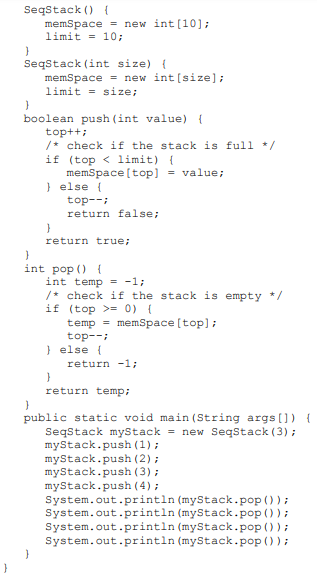 SeqStack() {
memSpace = new int[10];
limit = 10;
}
SeqStack(int size) {
memSpace = new int[size];
limit = size;
}
boolean push(int value) {
top++;
/* check if the stack is full */
if (top < limit) {
memSpace[top] = value;
} else {
top--;
return false;
}
return true;
}
int pop() {
int temp = -1;
/* check if the stack is empty */
if (top >= 0) {
temp = memSpace[top];
top--;
} else {
return -1;
}
return temp;
}
public static void main(String args[]) {
SeqStack myStack = new SeqStack(3);
myStack.push(1);
myStack.push(2);
myStack.push(3);
myStack.push(4);
System.out.println(myStack.pop());
System.out.println(myStack.pop());
System.out.println(myStack.pop());
System.out.println(myStack.pop());
}
}